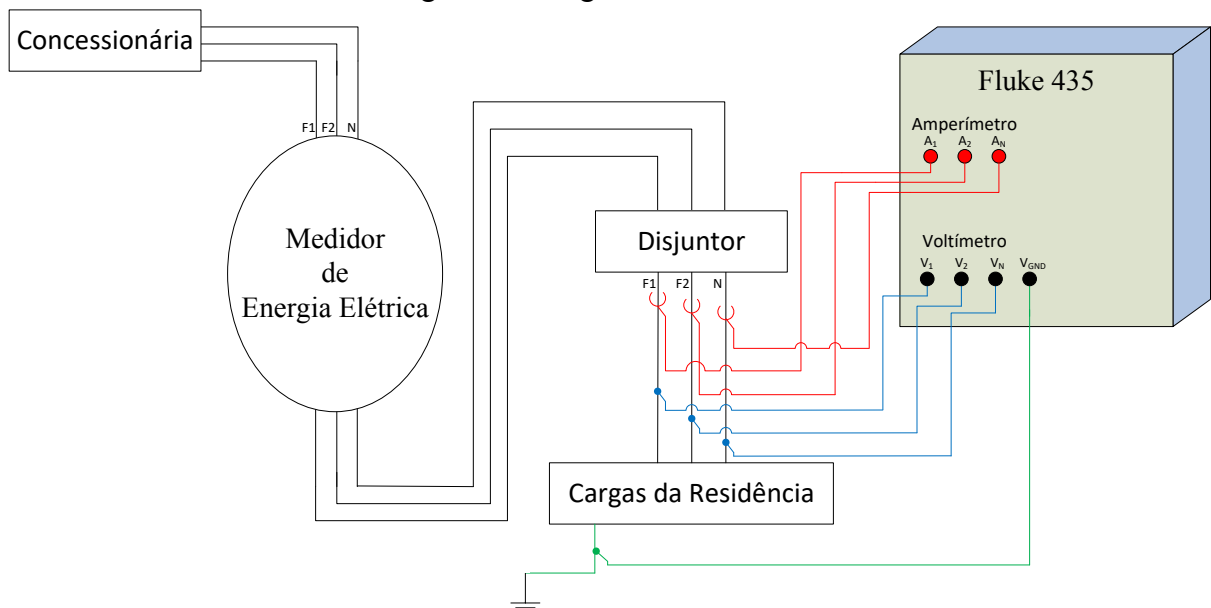 Concessionária
F1 F2 N
Medidor
de
Energia Elétrica
Disjuntor
F1 F2 N
Cargas da Residência
Fluke 435
Amperímetro
A₁ A₂ Aₙ
Voltímetro
V₁ V₂ Vₙ V_GND